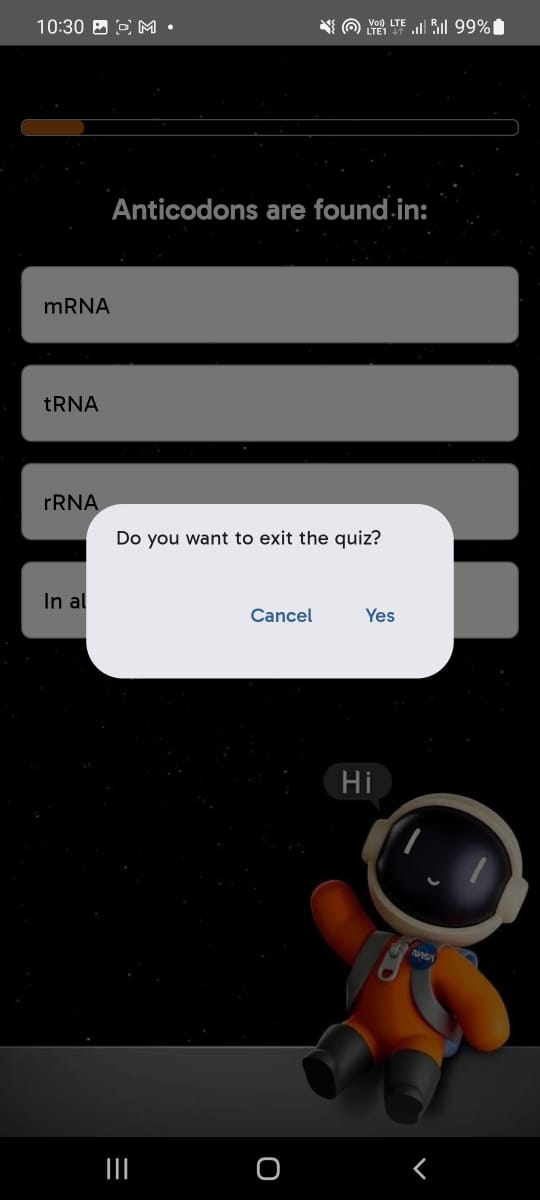 10:30
Vo)) LTE
LTE1
R
99%
Anticodons are found in:
mRNA
tRNA
rRNA
In al
Do you want to exit the quiz?
Cancel Yes
Hi
NASA